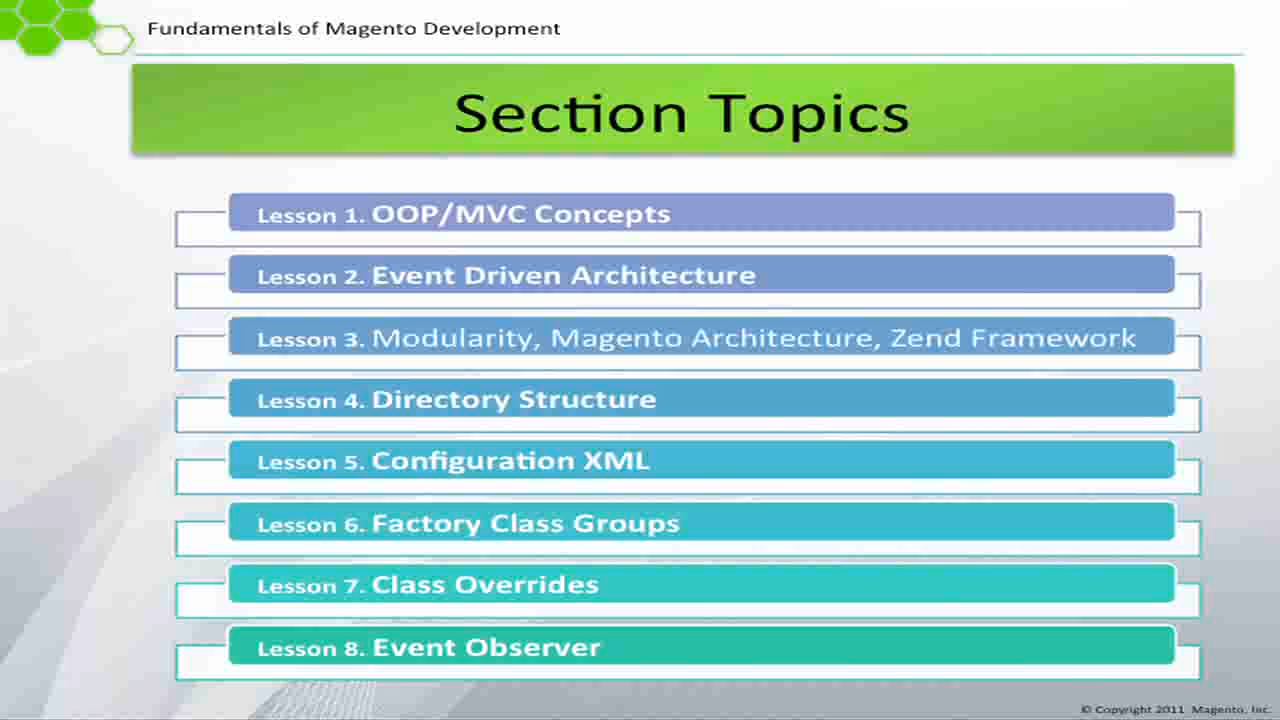 Fundamentals of Magento Development
Section Topics
Lesson 1. OOP/MVC Concepts
Lesson 2. Event Driven Architecture
Lesson 3. Modularity, Magento Architecture, Zend Framework
Lesson 4. Directory Structure
Lesson 5. Configuration XML
Lesson 6. Factory Class Groups
Lesson 7. Class Overrides
Lesson 8. Event Observer
© Copyright 2011 Magento, Inc.